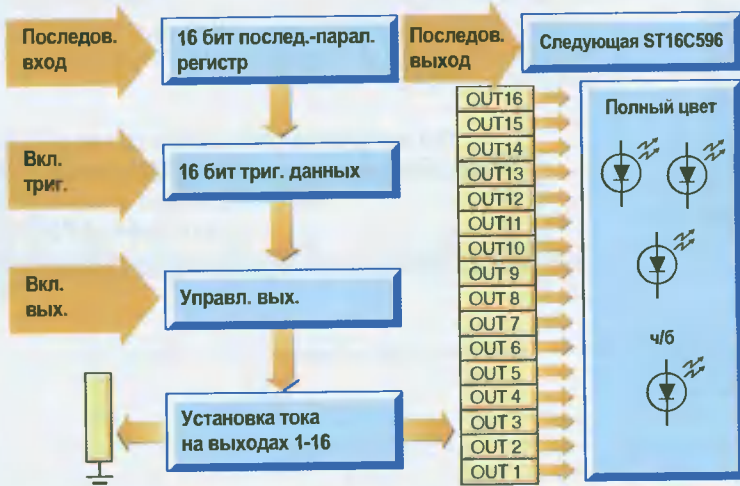 Последов.
вход
16 бит послед.-парал.
регистр
Последов.
выход
Следующая ST16C596
Вкл.
триг.
16 бит триг. данных
Вкл.
вых.
Управл. вых.
Установка тока
на выходах 1-16
OUT16
OUT15
OUT14
OUT13
OUT12
OUT11
OUT10
OUT 9
OUT 8
OUT 7
OUT 6
OUT 5
OUT 4
OUT 3
OUT 2
OUT 1
Полный цвет
ч/б